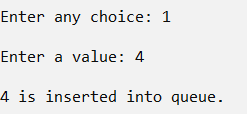 Enter any choice: 1
Enter a value: 4
4 is inserted into queue.